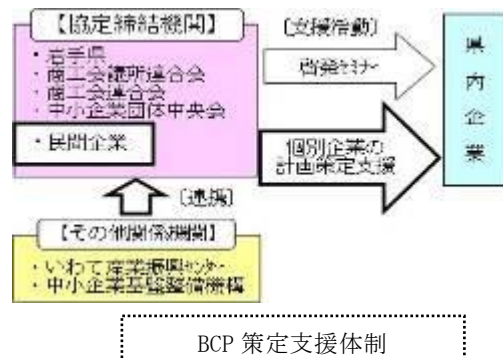 【協定締結機関】
・岩手県
・商工会議所連合会
・商工会連合会
・中小企業団体中央会
・民間企業
〔支援活動〕
啓発セミナー
個別企業の
計画策定支援
県内企業
〔連携〕
【その他関係機関】
・いわて産業振興センター
・中小企業基盤整備機構
BCP 策定支援体制